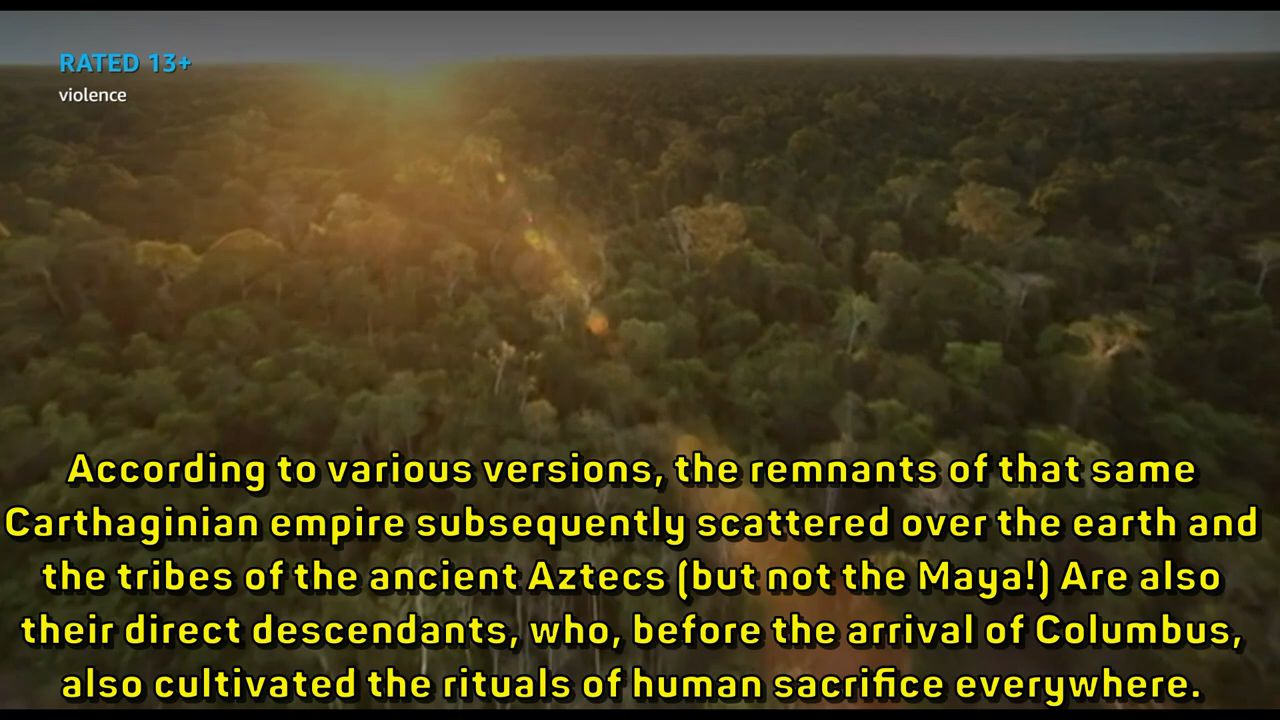 RATED 13+
violence
According to various versions, the remnants of that same
Carthaginian empire subsequently scattered over the earth and
the tribes of the ancient Aztecs (but not the Maya!) Are also
their direct descendants, who, before the arrival of Columbus,
also cultivated the rituals of human sacrifice everywhere.